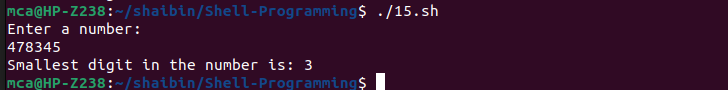 mca@HP-Z238:~/shaibin/Shell-Programming$ ./15.sh
Enter a number:
478345
Smallest digit in the number is: 3
mca@HP-Z238:~/shaibin/Shell-Programming$